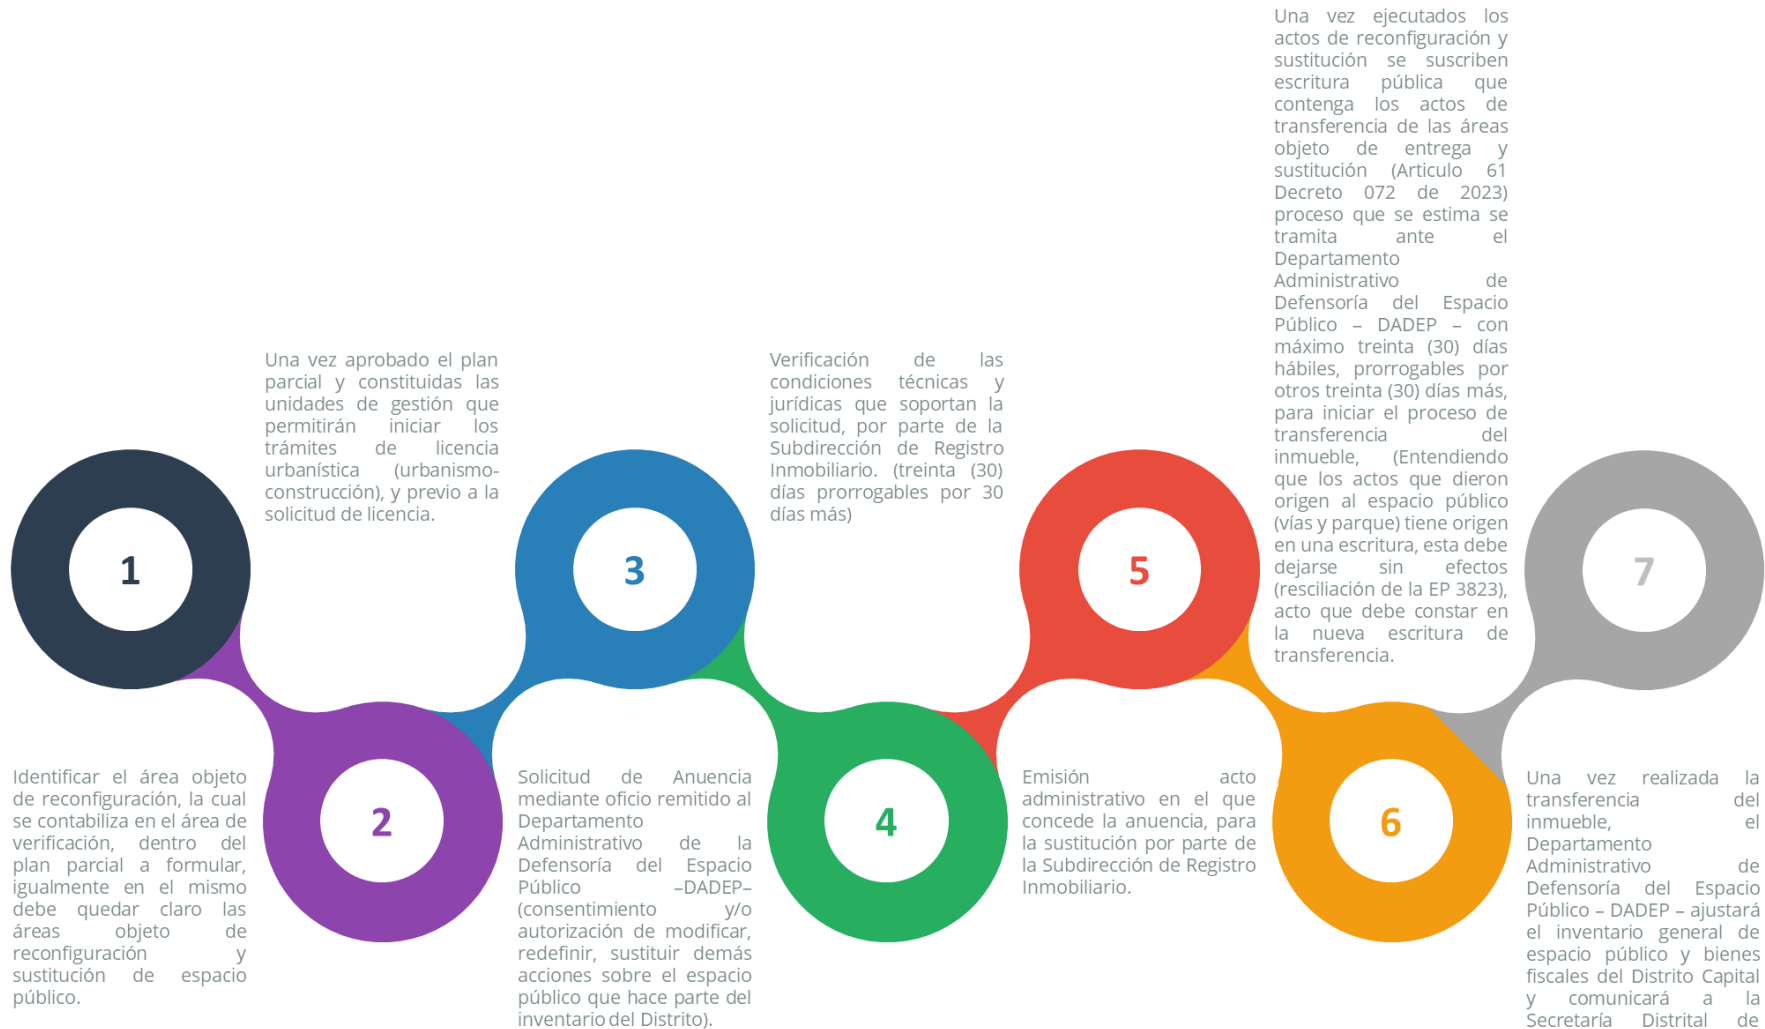 1
Identificar el área objeto
de reconfiguración, la cual
se contabiliza en el área de
verificación, dentro del
plan parcial a formular,
igualmente en el mismo
debe quedar claro las
áreas objeto de
reconfiguración y
sustitución de espacio
público.
2
Una vez aprobado el plan
parcial y constituidas las
unidades de gestión que
permitirán iniciar los
trámites de licencia
urbanística (urbanismo-
construcción), y previo a la
solicitud de licencia.
3
Solicitud de Anuencia
mediante oficio remitido al
Departamento
Administrativo de la
Defensoría del Espacio
Público –DADEP–
(consentimiento y/o
autorización de modificar,
redefinir, sustituir demás
acciones sobre el espacio
público que hace parte del
inventario del Distrito).
4
Verificación de las
condiciones técnicas y
jurídicas que soportan la
solicitud, por parte de la
Subdirección de Registro
Inmobiliario. (treinta (30)
días prorrogables por 30
días más)
5
Emisión acto
administrativo en el que
concede la anuencia, para
la sustitución por parte de
la Subdirección de Registro
Inmobiliario.
6
Una vez ejecutados los
actos de reconfiguración y
sustitución se suscriben
escritura pública que
contenga los actos de
transferencia de las áreas
objeto de entrega y
sustitución (Articulo 61
Decreto 072 de 2023)
proceso que se estima se
tramita ante el
Departamento
Administrativo de
Defensoría del Espacio
Público – DADEP – con
máximo treinta (30) días
hábiles, prorrogables por
otros treinta (30) días más,
para iniciar el proceso de
transferencia del
inmueble, (Entendiendo
que los actos que dieron
origen al espacio público
(vías y parque) tiene origen
en una escritura, esta debe
dejarse sin efectos
(resciliación de la EP 3823),
acto que debe constar en
la nueva escritura de
transferencia.
7
Una vez realizada la
transferencia del
inmueble, el
Departamento
Administrativo de
Defensoría del Espacio
Público – DADEP – ajustará
el inventario general de
espacio público y bienes
fiscales del Distrito Capital
y comunicará a la
Secretaría Distrital de